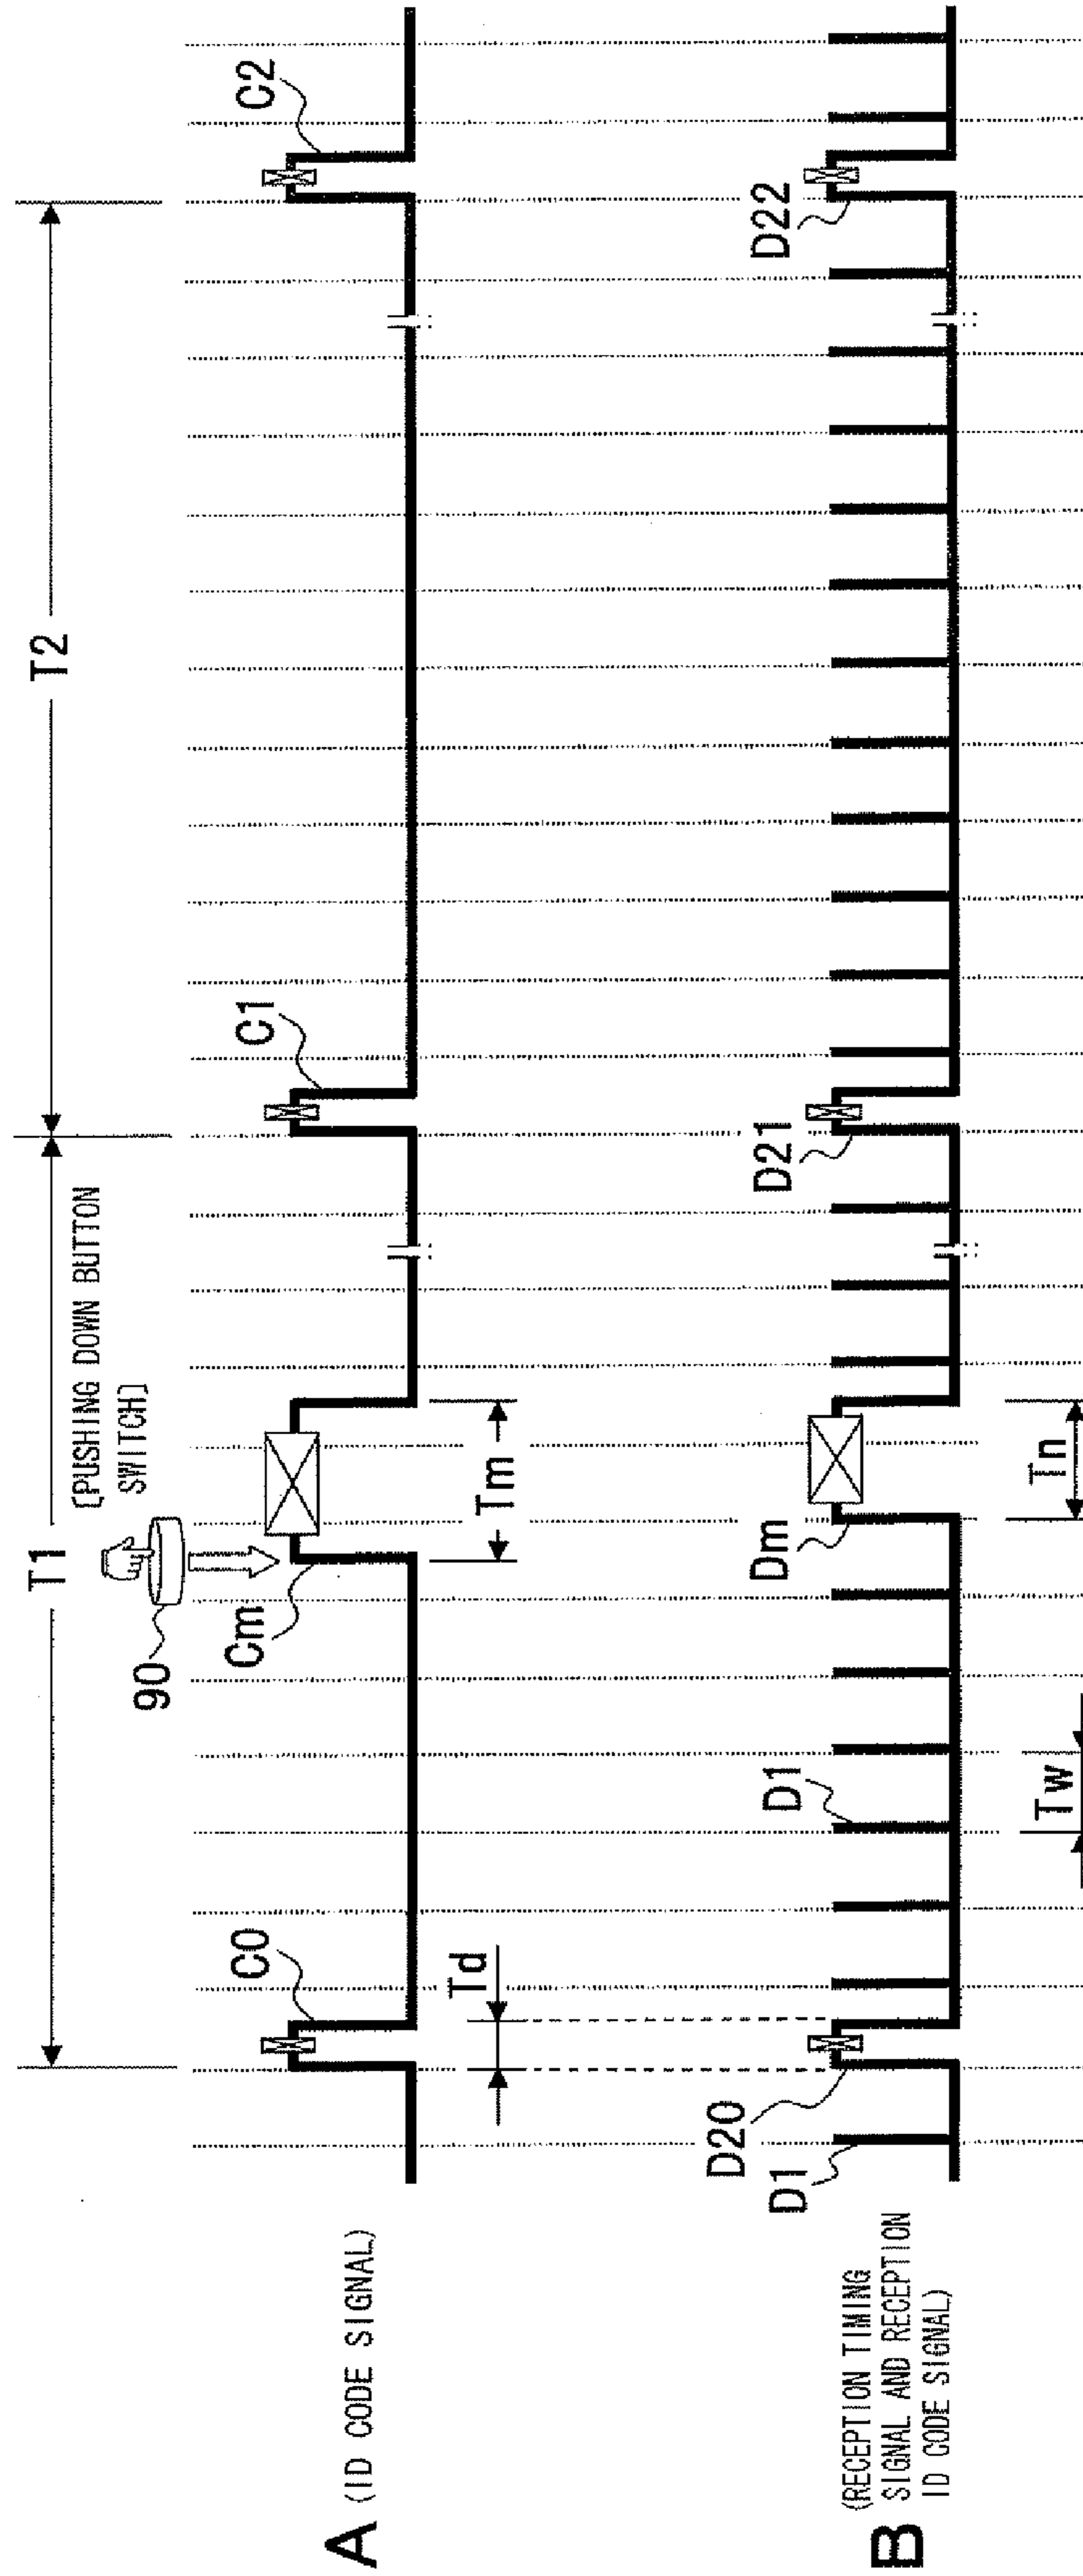 T1
T2
[PUSHING DOWN BUTTON
SWITCH]
90
A (ID CODE SIGNAL)
C0
Cm
C1
C2
Td
Tm
B (RECEPTION TIMING
SIGNAL AND RECEPTION
ID CODE SIGNAL)
D1
D20
D1
Dm
D21
D22
Tw
Tn